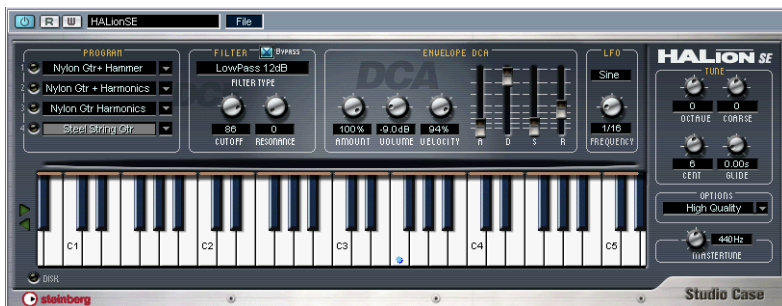 R W HALionSE File
PROGRAM
1 Nylon Gtr+ Hammer
2 Nylon Gtr + Harmonics
3 Nylon Gtr Harmonics
4 Steel String Gtr
FILTER BYPASS
LowPass 12dB
FILTER TYPE
86 0
CUTOFF RESONANCE
ENVELOPE DCA
DCA
100% -9.0dB 94%
AMOUNT VOLUME VELOCITY A D S R
LFO
Sine
1/16
FREQUENCY
HALiON SE
TUNE
0 0
OCTAVE COARSE
6 0.00s
CENT GLIDE
OPTIONS
High Quality
440Hz
MASTERTUNE
C1 C2 C3 C4 C5
DISK
steinberg
Studio Case